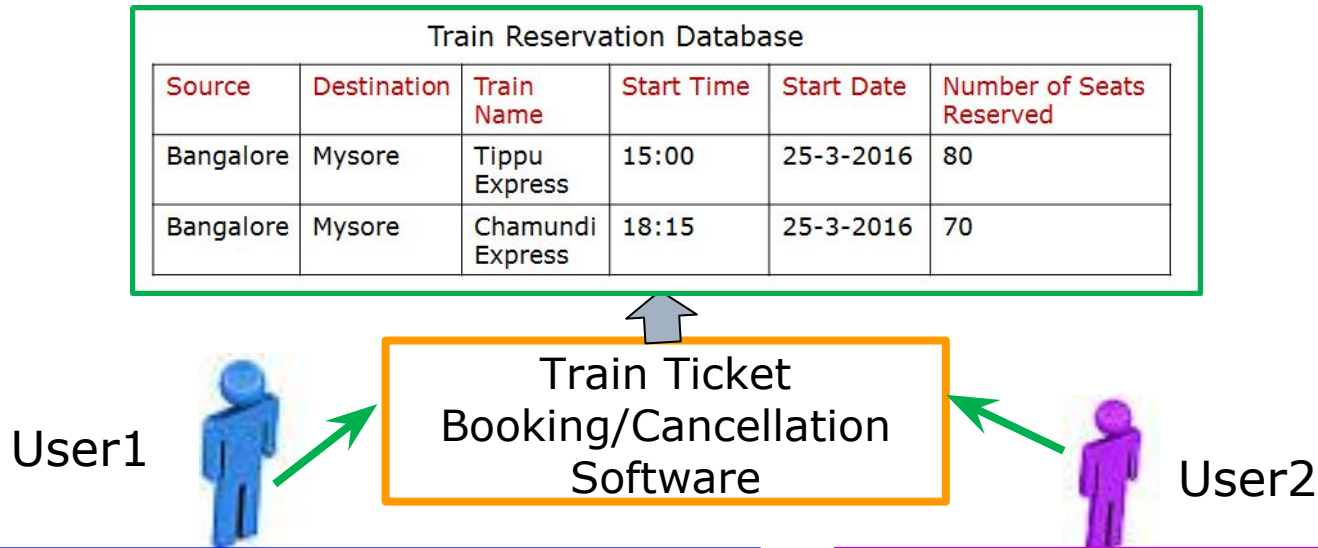 Train Reservation Database
Source Destination Train Name Start Time Start Date Number of Seats Reserved
Bangalore Mysore Tippu Express 15:00 25-3-2016 80
Bangalore Mysore Chamundi Express 18:15 25-3-2016 70
Train Ticket
Booking/Cancellation
Software
User1
User2